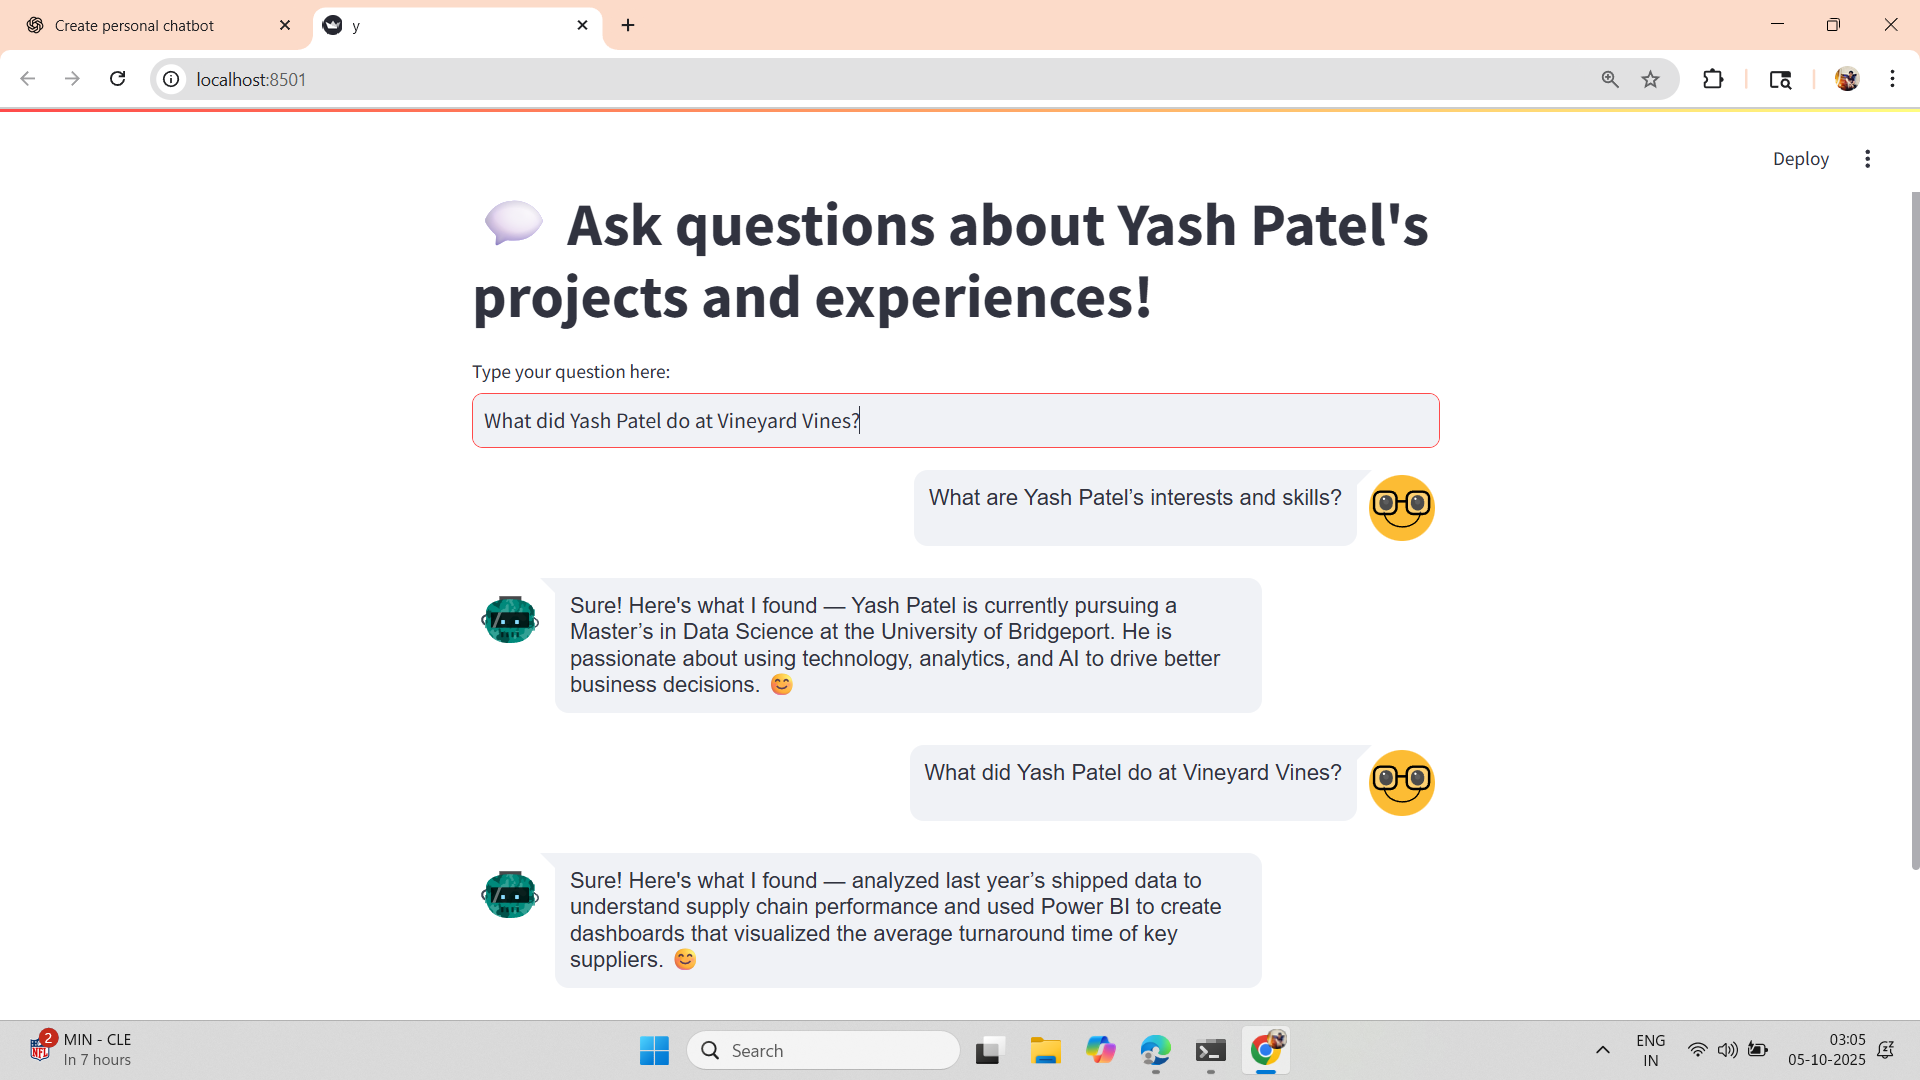 Create personal chatbot
y
localhost:8501
Deploy
Ask questions about Yash Patel's
projects and experiences!
Type your question here:
What did Yash Patel do at Vineyard Vines?
What are Yash Patel’s interests and skills?
Sure! Here's what I found — Yash Patel is currently pursuing a
Master’s in Data Science at the University of Bridgeport. He is
passionate about using technology, analytics, and AI to drive better
business decisions. 😊
What did Yash Patel do at Vineyard Vines?
Sure! Here's what I found — analyzed last year’s shipped data to
understand supply chain performance and used Power BI to create
dashboards that visualized the average turnaround time of key
suppliers. 😊
2
NFL
MIN - CLE
In 7 hours
Search
ENG
IN
03:05
05-10-2025